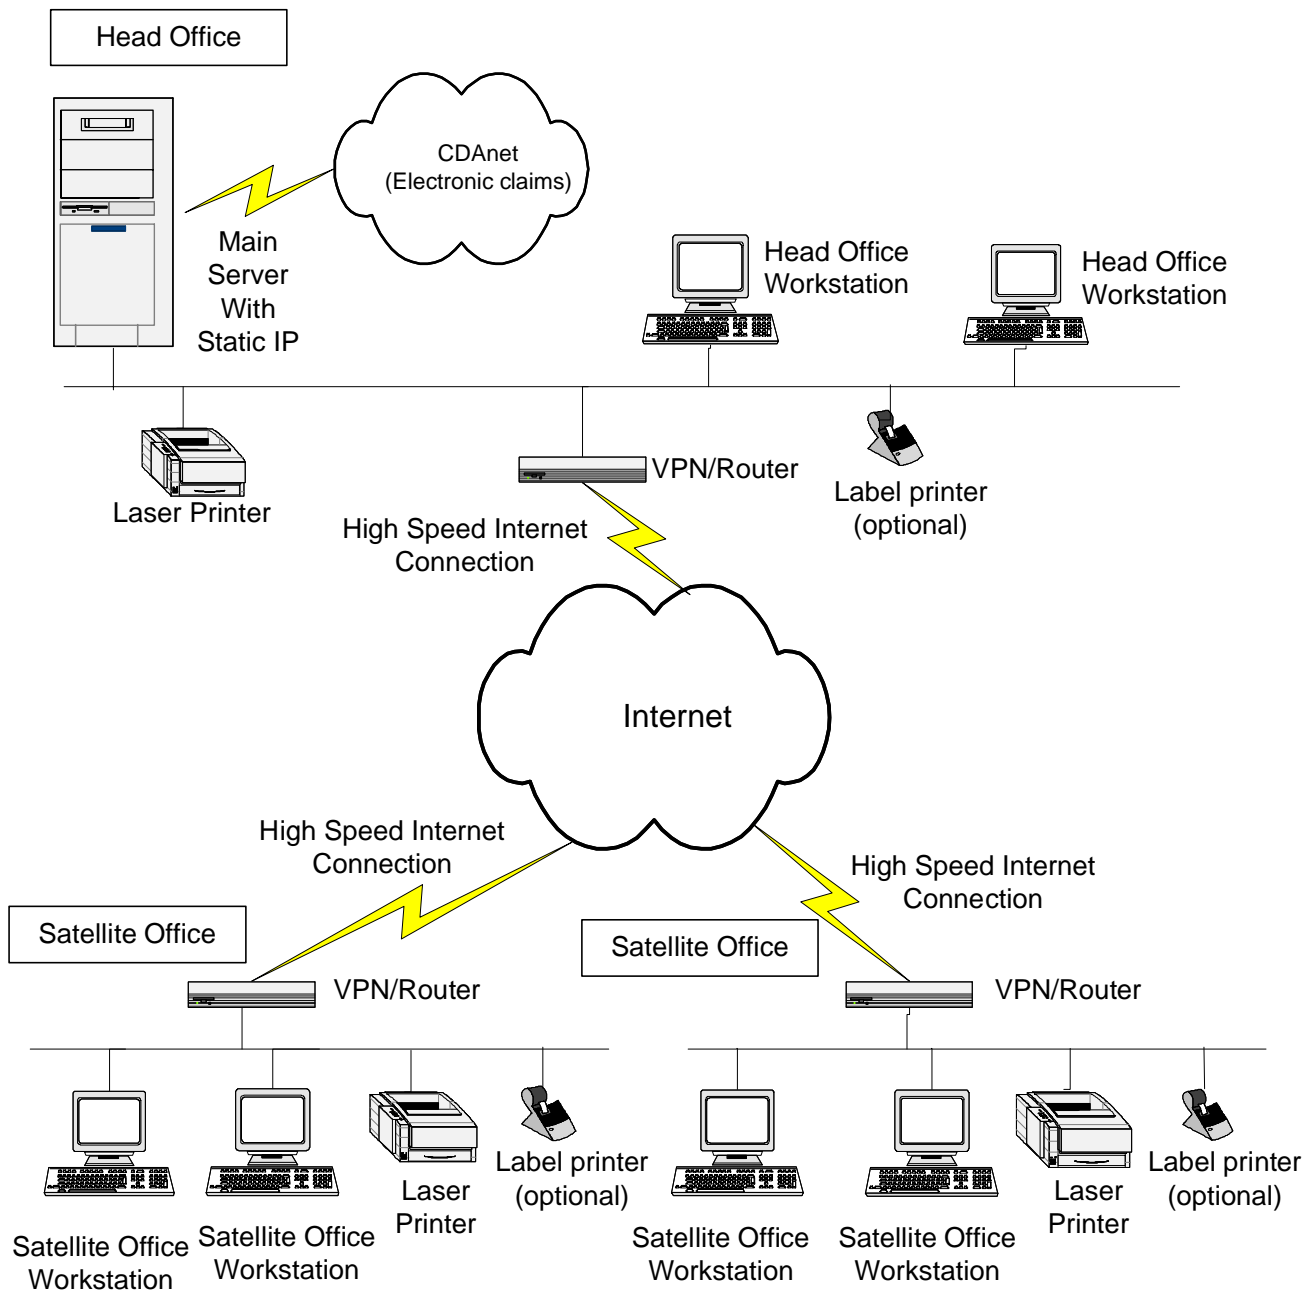 Head Office
CDAnet
(Electronic claims)
Main
Server
With
Static IP
Head Office
Workstation
Head Office
Workstation
Laser Printer
VPN/Router
Label printer
(optional)
High Speed Internet
Connection
Internet
High Speed Internet
Connection
High Speed Internet
Connection
Satellite Office
Satellite Office
VPN/Router
VPN/Router
Satellite Office
Workstation
Satellite Office
Workstation
Laser
Printer
Label printer
(optional)
Satellite Office
Workstation
Satellite Office
Workstation
Laser
Printer
Label printer
(optional)